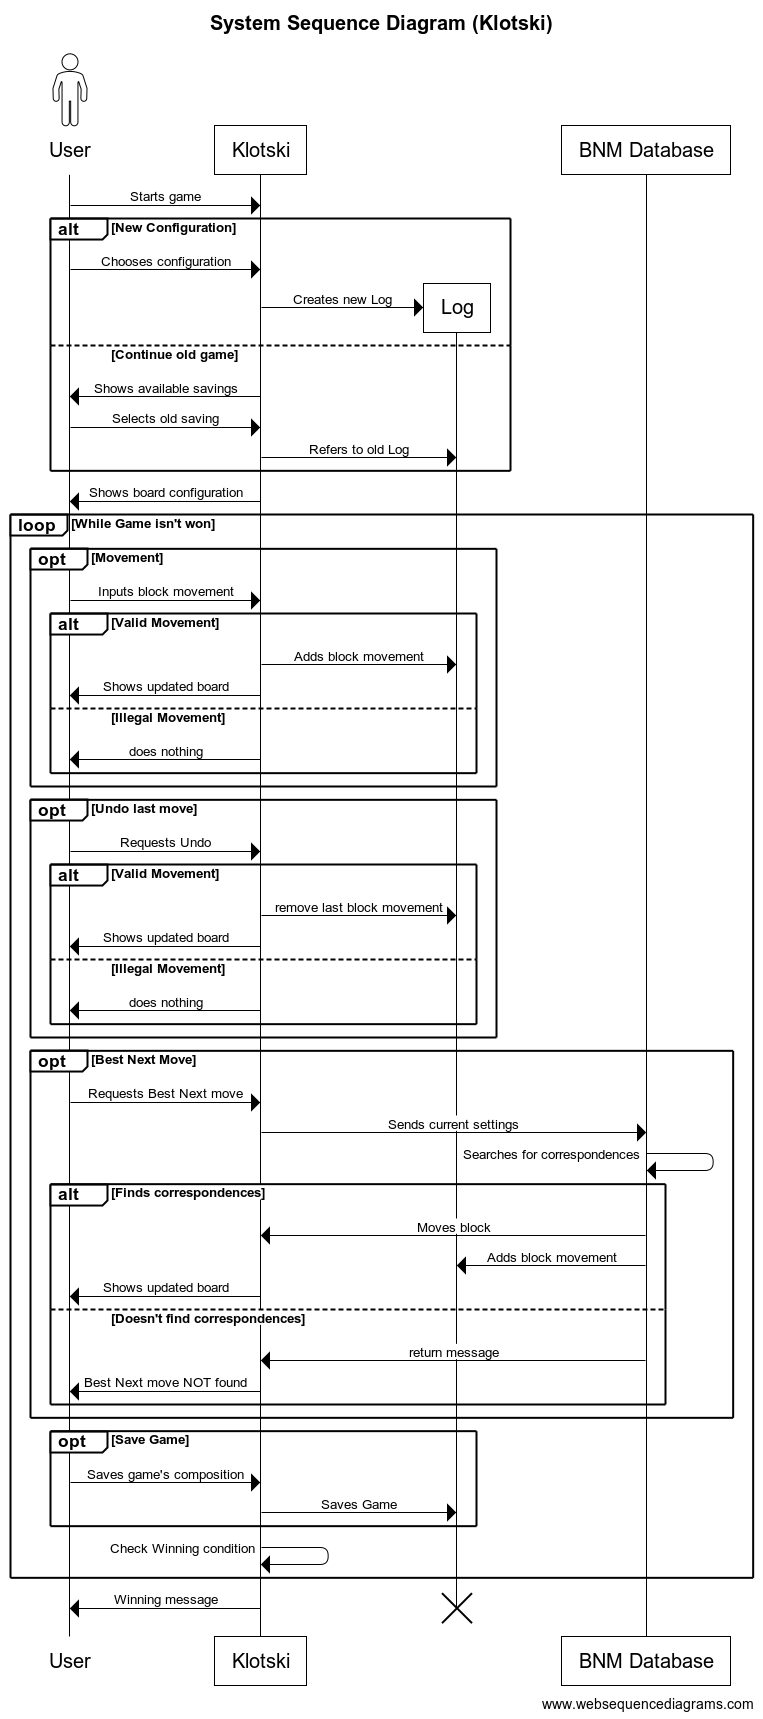 System Sequence Diagram (Klotski)
User
Klotski
BNM Database
Starts game
alt [New Configuration]
Chooses configuration
Creates new Log
Log
[Continue old game]
Shows available savings
Selects old saving
Refers to old Log
Shows board configuration
loop [While Game isn't won]
opt [Movement]
Inputs block movement
alt [Valid Movement]
Adds block movement
Shows updated board
[Illegal Movement]
does nothing
opt [Undo last move]
Requests Undo
alt [Valid Movement]
remove last block movement
Shows updated board
[Illegal Movement]
does nothing
opt [Best Next Move]
Requests Best Next move
Sends current settings
Searches for correspondences
alt [Finds correspondences]
Moves block
Adds block movement
Shows updated board
[Doesn't find correspondences]
return message
Best Next move NOT found
opt [Save Game]
Saves game's composition
Saves Game
Check Winning condition
Winning message
User
Klotski
BNM Database
www.websequencediagrams.com